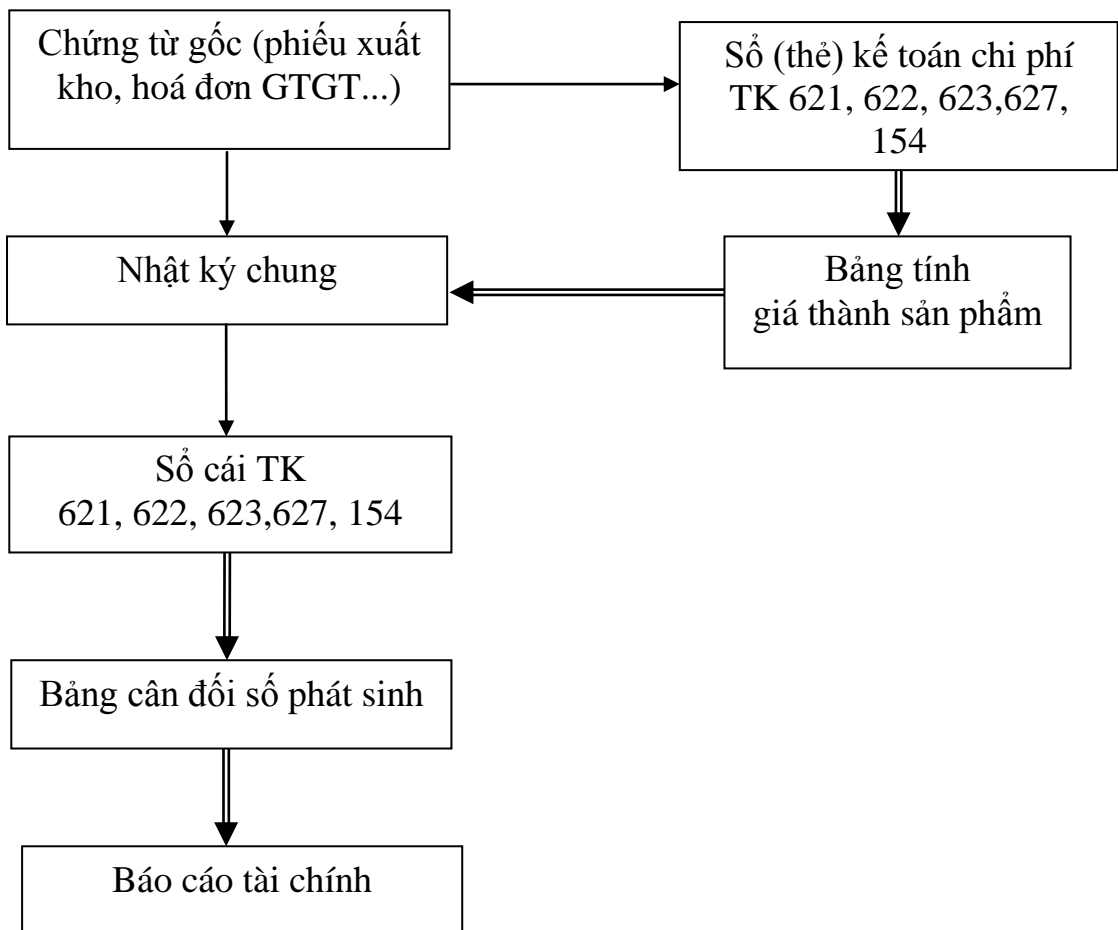 Chứng từ gốc (phiếu xuất
kho, hoá đơn GTGT...)
Sổ (thẻ) kế toán chi phí
TK 621, 622, 623,627,
154
Nhật ký chung
Bảng tính
giá thành sản phẩm
Sổ cái TK
621, 622, 623,627, 154
Bảng cân đối số phát sinh
Báo cáo tài chính